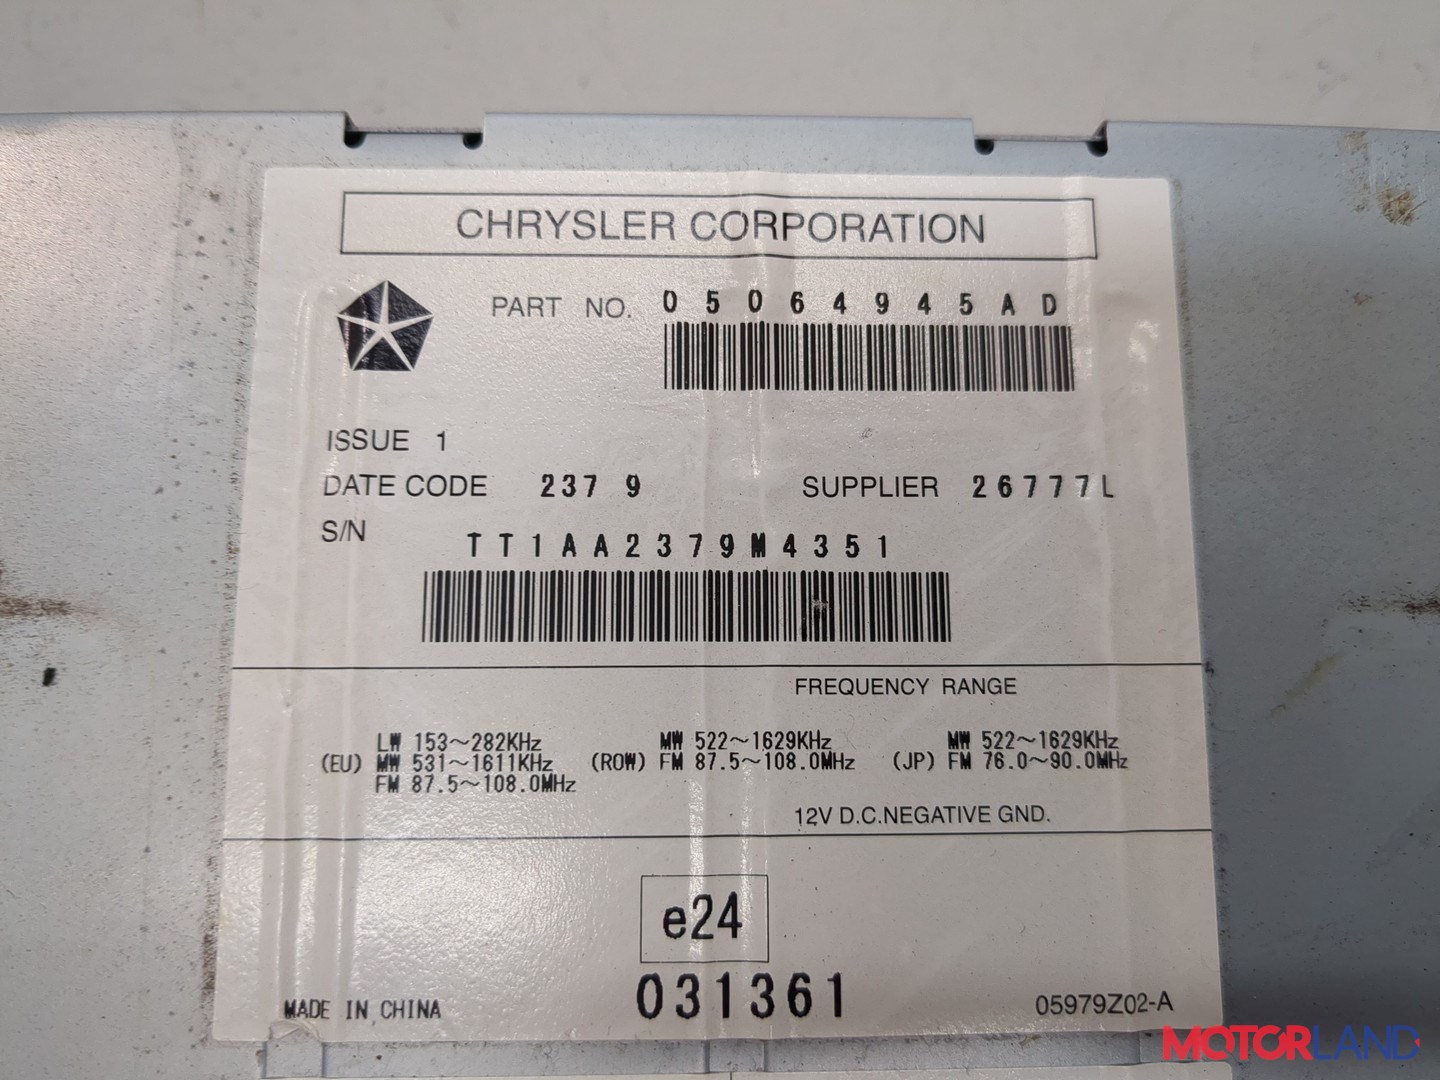 CHRYSLER CORPORATION
PART NO. 05064945AD
ISSUE 1
DATE CODE 2379 SUPPLIER 26777L
S/N TT1AA2379M4351
FREQUENCY RANGE
(EU) LW 153~282KHz
MW 531~1611KHz
FM 87.5~108.0MHz
(ROW) MW 522~1629KHz
FM 87.5~108.0MHz
(JP) MW 522~1629KHz
FM 76.0~90.0MHz
12V D.C.NEGATIVE GND.
e24
031361
MADE IN CHINA
05979Z02-A
MOTORLAND